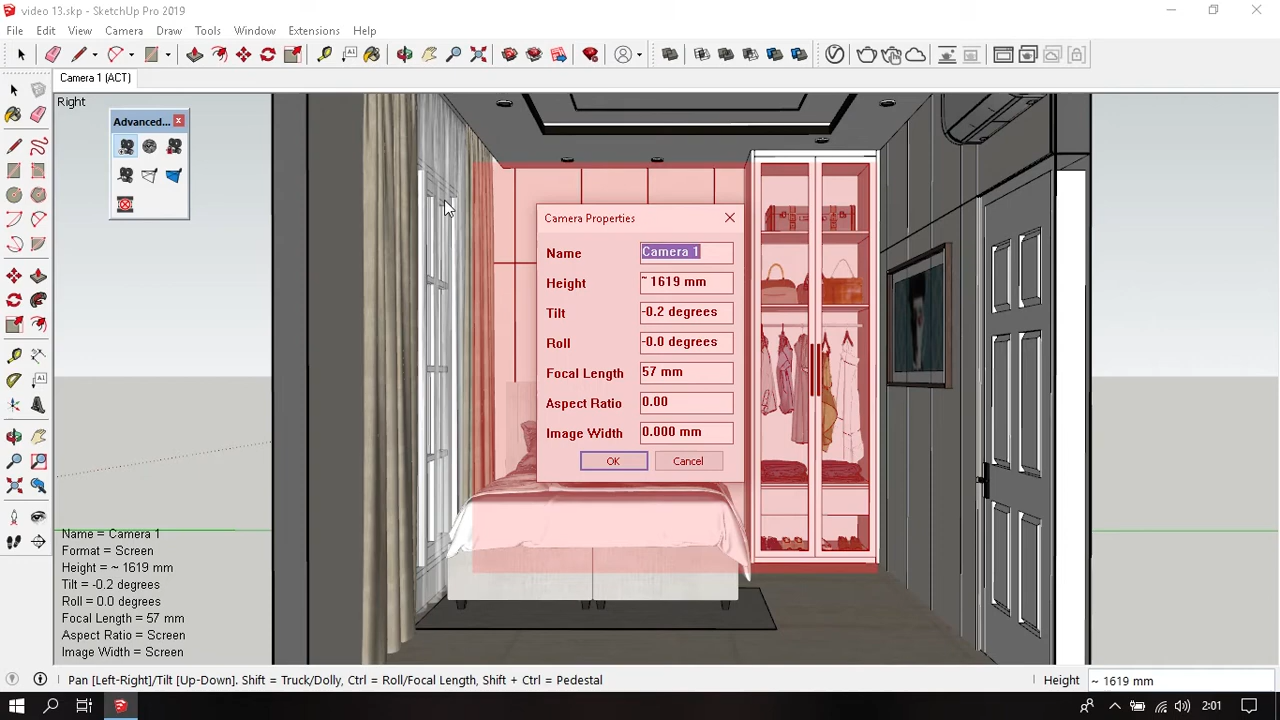 video 13.skp - SketchUp Pro 2019
File Edit View Camera Draw Tools Window Extensions Help
Camera 1 (ACT)
Right
Advanced...
Camera Properties
Name Camera 1
Height ~ 1619 mm
Tilt -0.2 degrees
Roll -0.0 degrees
Focal Length 57 mm
Aspect Ratio 0.00
Image Width 0.000 mm
OK Cancel
Name = Camera 1
Format = Screen
Height = ~ 1619 mm
Tilt = -0.2 degrees
Roll = 0.0 degrees
Focal Length = 57 mm
Aspect Ratio = Screen
Image Width = Screen
Pan [Left-Right]/Tilt [Up-Down]. Shift = Truck/Dolly, Ctrl = Roll/Focal Length, Shift + Ctrl = Pedestal Height ~ 1619 mm
2:01